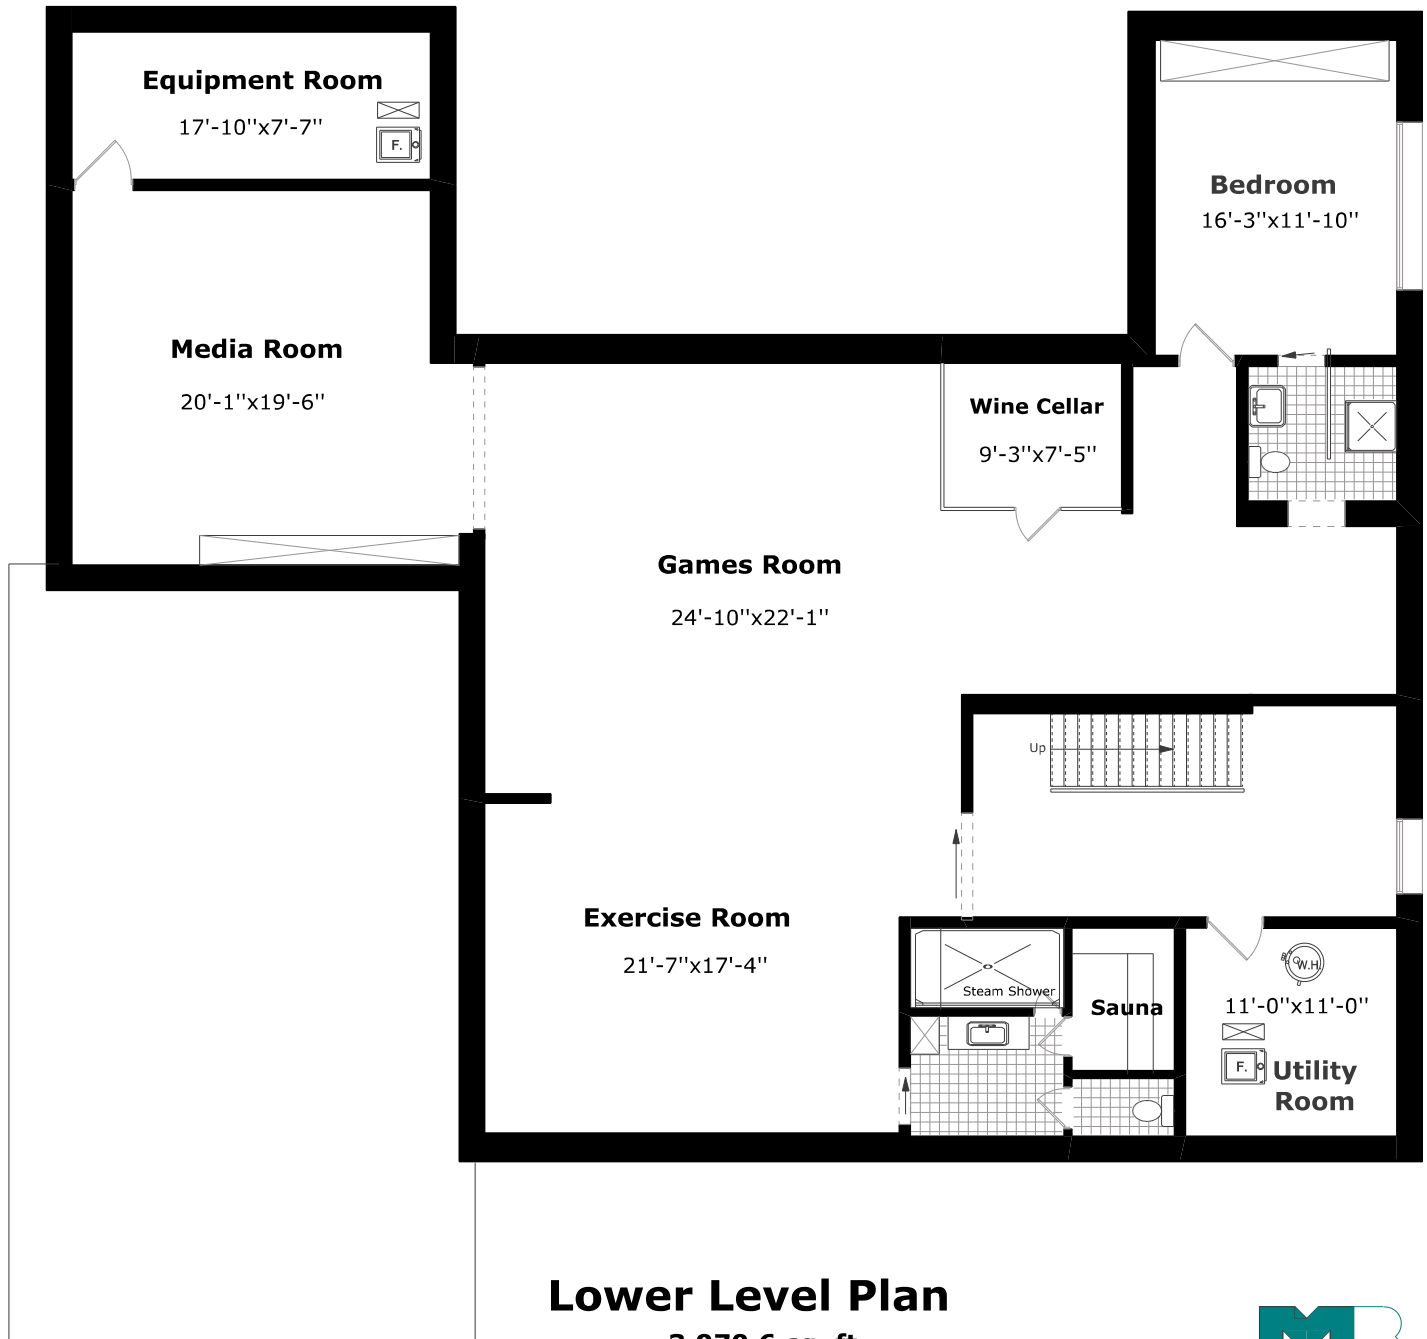 Equipment Room
17'-10''x7'-7''
F.
Bedroom
16'-3''x11'-10''
Media Room
20'-1''x19'-6''
Wine Cellar
9'-3''x7'-5''
Games Room
24'-10''x22'-1''
Up
Exercise Room
21'-7''x17'-4''
Steam Shower
Sauna
W.H.
11'-0''x11'-0''
F.
Utility
Room
Lower Level Plan